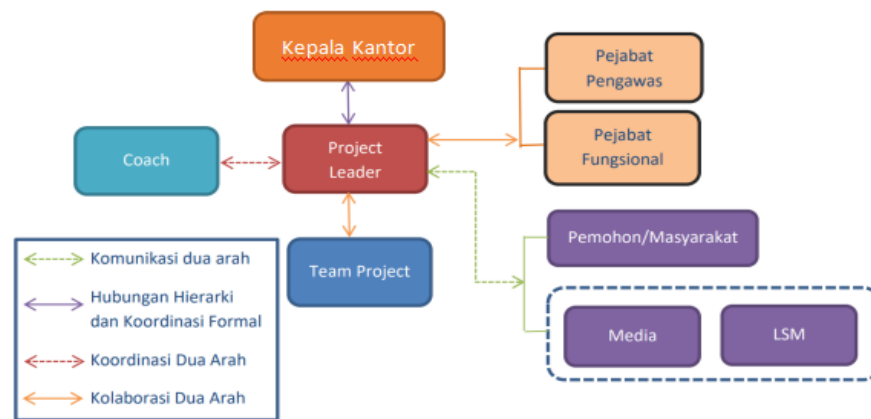 Kepala Kantor
Pejabat
Pengawas
Coach
Project
Leader
Pejabat
Fungsional
Pemohon/Masyarakat
Team Project
Media
LSM
Komunikasi dua arah
Hubungan Hierarki
dan Koordinasi Formal
Koordinasi Dua Arah
Kolaborasi Dua Arah